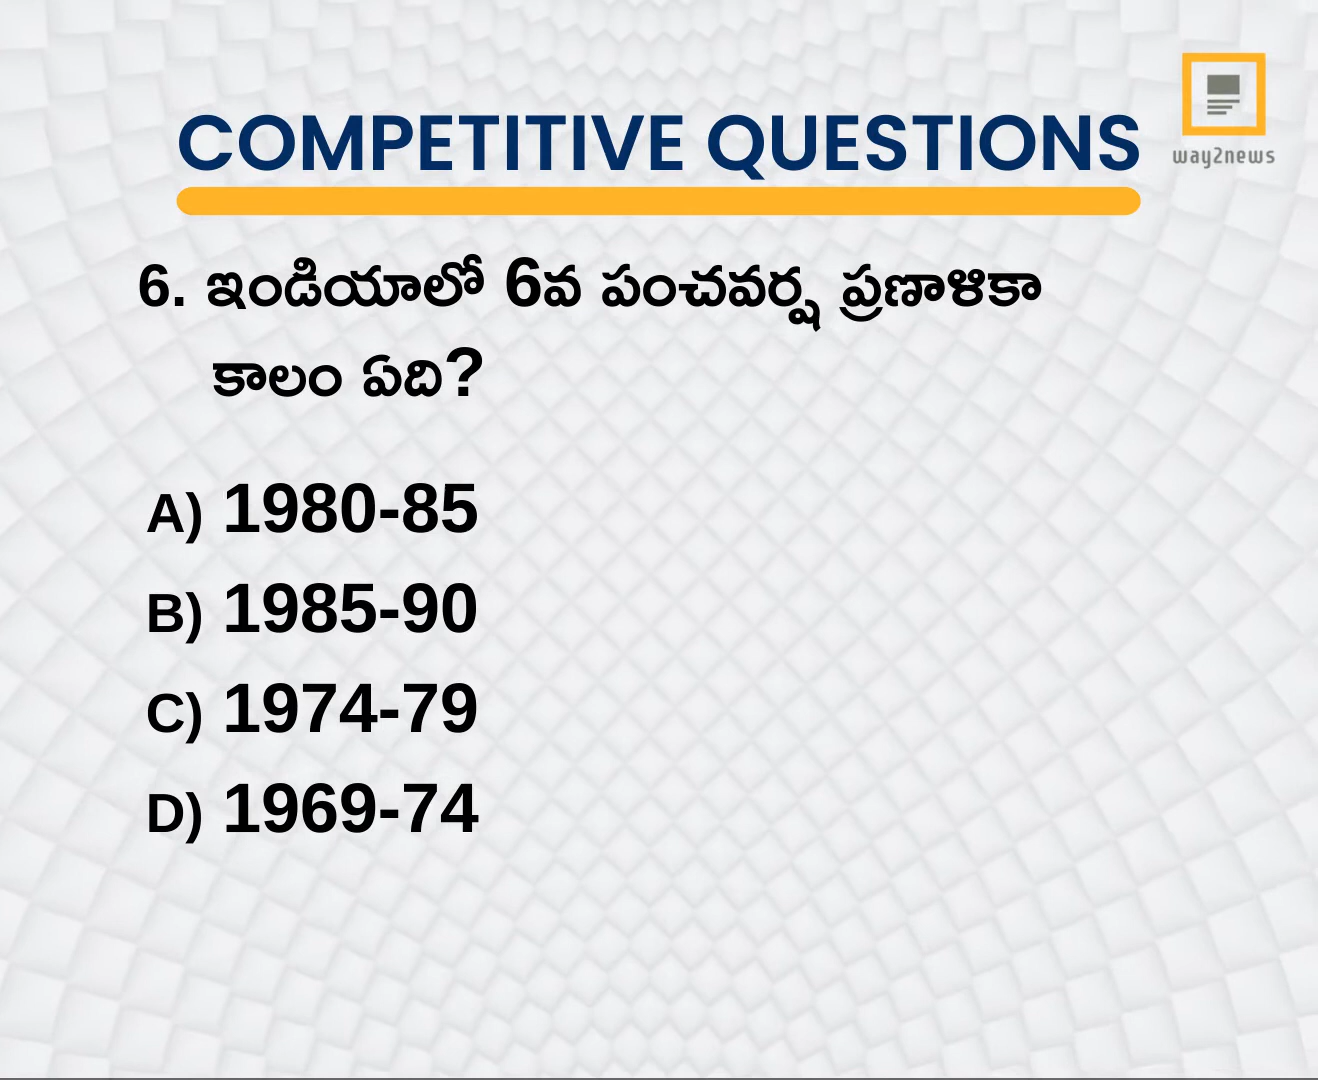 COMPETITIVE QUESTIONS
way2news
6. ఇండియాలో 6వ పంచవర్ష ప్రణాళికా
కాలం ఏది?
A) 1980-85
B) 1985-90
C) 1974-79
D) 1969-74